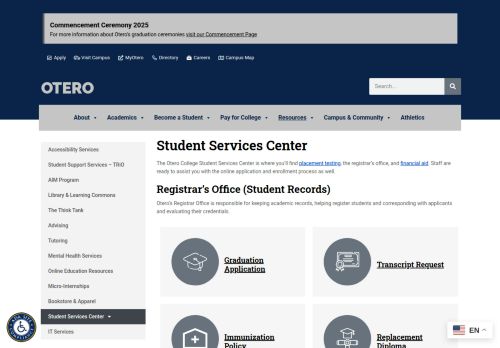 Commencement Ceremony 2025
For more information about Otero's graduation ceremonies visit our Commencement Page
Apply Visit Campus MyOtero Directory Careers Campus Map
OTERO
Search...
About Academics Become a Student Pay for College Resources Campus & Community Athletics
Accessibility Services
Student Support Services – TRiO
AIM Program
Library & Learning Commons
The Think Tank
Advising
Tutoring
Mental Health Services
Online Education Resources
Micro-Internships
Bookstore & Apparel
Student Services Center
IT Services
Student Services Center
The Otero College Student Services Center is where you'll find placement testing, the registrar's office, and financial aid. Staff are
ready to assist you with the online application and enrollment process as well.
Registrar's Office (Student Records)
Otero's Registrar Office is responsible for keeping academic records, helping register students and corresponding with applicants
and evaluating their credentials.
Graduation
Application
Transcript Request
Immunization
Policy
Replacement
Diploma
EN